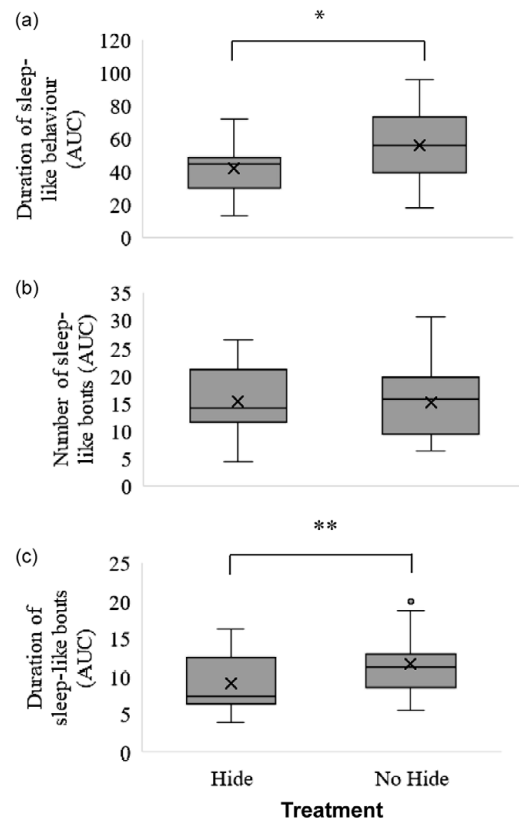 (a)
*
Duration of sleep-
like behaviour
(AUC)
120
100
80
60
40
20
0
(b)
Number of sleep-
like bouts (AUC)
35
30
25
20
15
10
5
0
(c)
**
Duration of
sleep-like bouts
(AUC)
25
20
15
10
5
0
Hide No Hide
Treatment